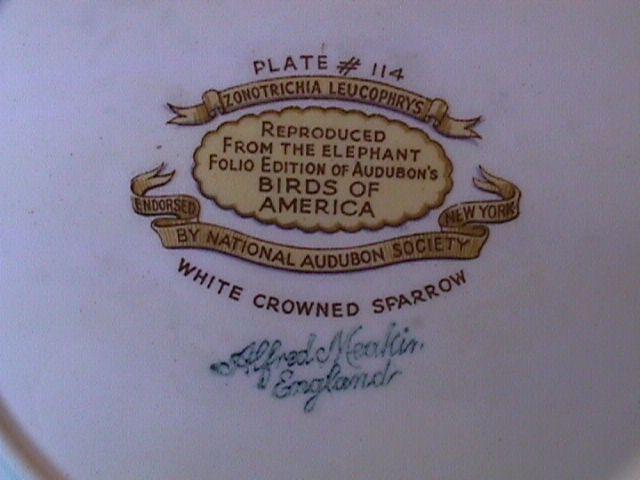 PLATE # 114
ZONOTRICHIA LEUCOPHRYS
REPRODUCED
FROM THE ELEPHANT
FOLIO EDITION OF AUDUBON'S
BIRDS OF
AMERICA
ENDORSED
NEW YORK
BY NATIONAL AUDUBON SOCIETY
WHITE CROWNED SPARROW
Alfred Meakin
England